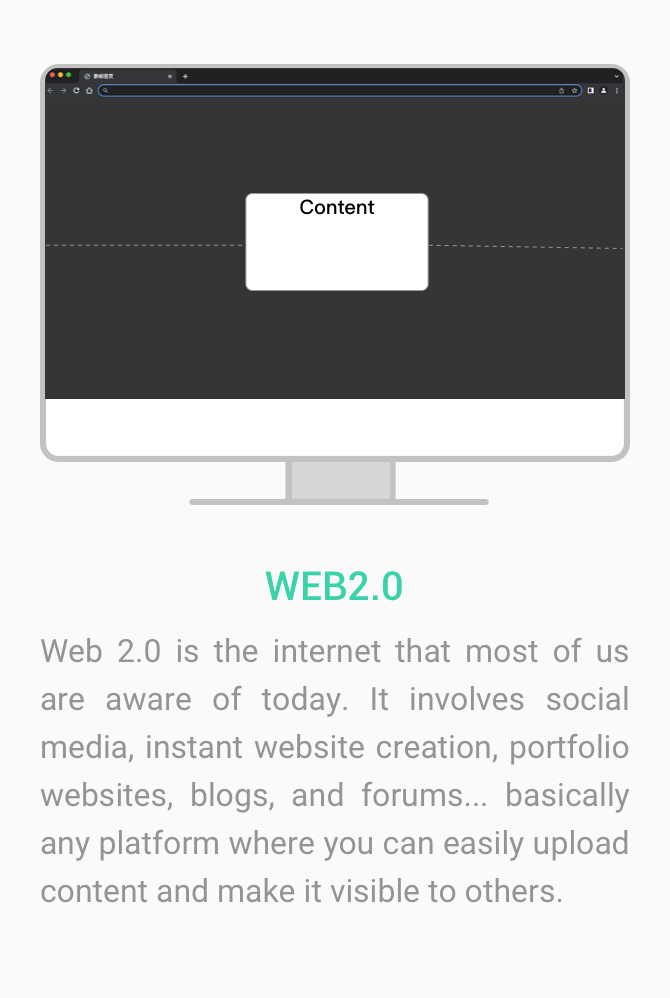 Content
WEB2.0
Web 2.0 is the internet that most of us
are aware of today. It involves social
media, instant website creation, portfolio
websites, blogs, and forums... basically
any platform where you can easily upload
content and make it visible to others.